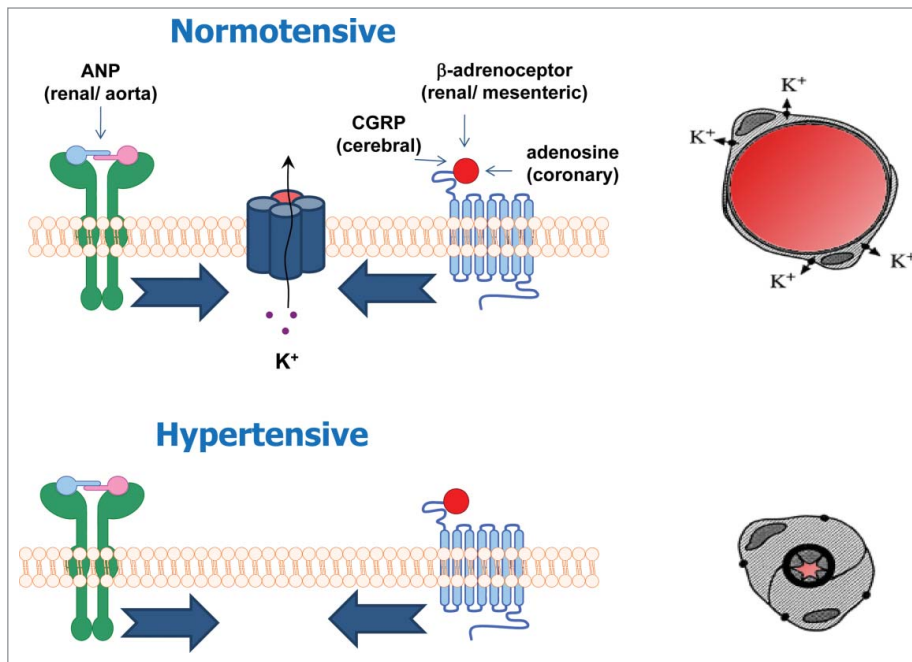 Normotensive
ANP
(renal/ aorta)
β-adrenoceptor
(renal/ mesenteric)
CGRP
(cerebral)
adenosine
(coronary)
K⁺
K⁺
K⁺
K⁺
K⁺
Hypertensive